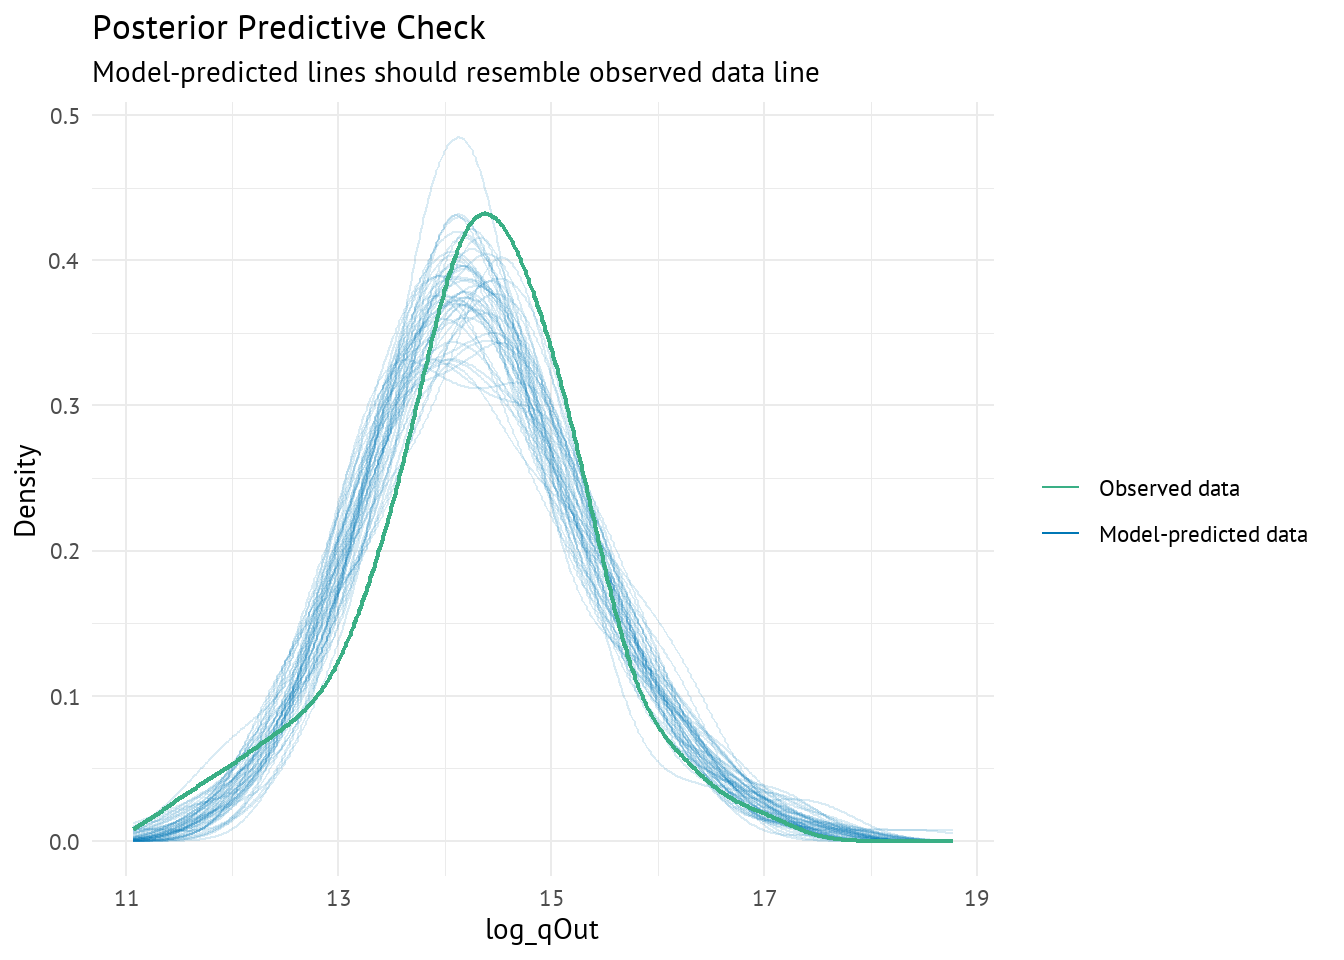 Posterior Predictive Check
Model-predicted lines should resemble observed data line
0.5
0.4
0.3
0.2
0.1
0.0
Density
11 13 15 17 19
log_qOut
Observed data
Model-predicted data